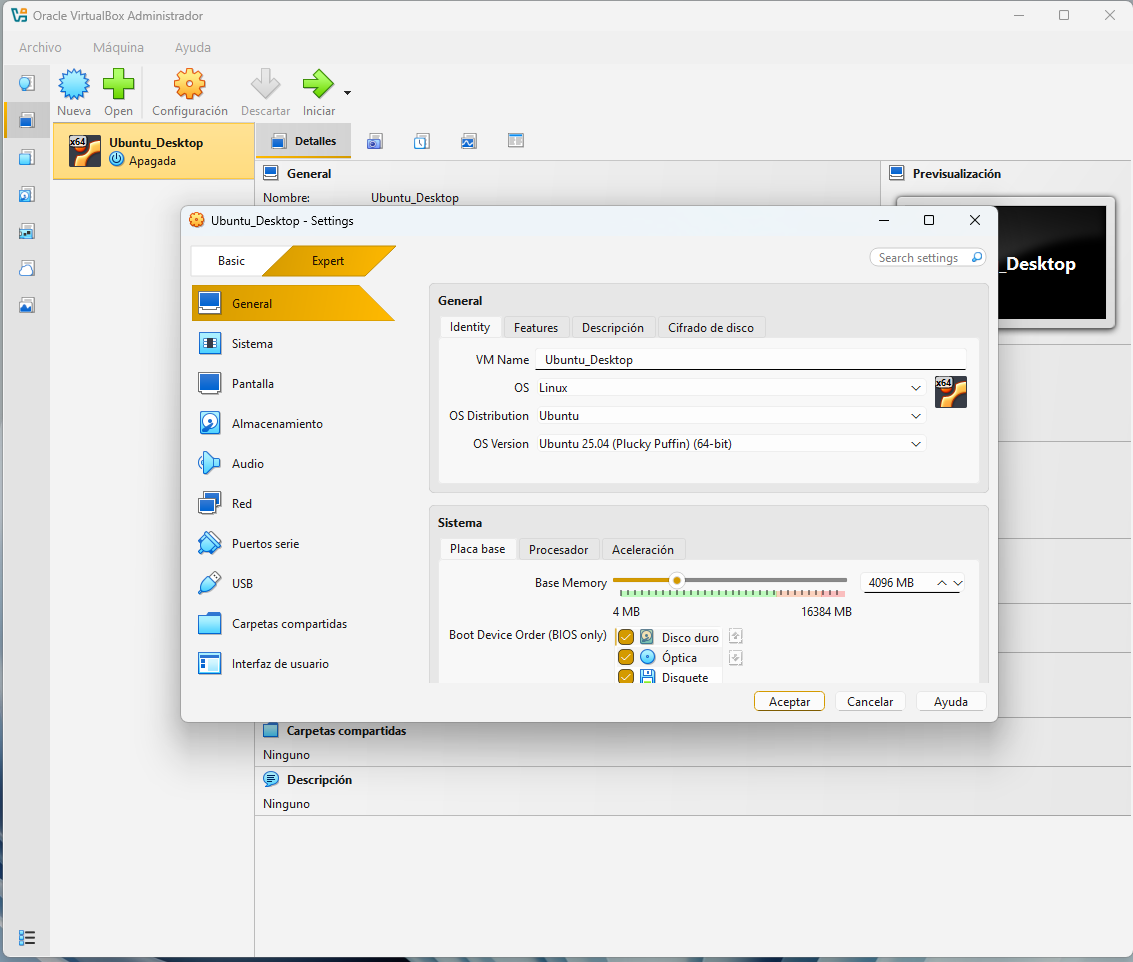 Oracle VirtualBox Administrador
Archivo Máquina Ayuda
Nueva Open Configuración Descartar Iniciar
x64 Ubuntu_Desktop
Apagada
Detalles
General
Nombre: Ubuntu_Desktop
Previsualización
_Desktop
Ubuntu_Desktop - Settings
Basic Expert
Search settings
General
Sistema
Pantalla
Almacenamiento
Audio
Red
Puertos serie
USB
Carpetas compartidas
Interfaz de usuario
General
Identity Features Descripción Cifrado de disco
VM Name Ubuntu_Desktop
OS Linux
x64
OS Distribution Ubuntu
OS Version Ubuntu 25.04 (Plucky Puffin) (64-bit)
Sistema
Placa base Procesador Aceleración
Base Memory 4096 MB
4 MB 16384 MB
Boot Device Order (BIOS only) Disco duro
Óptica
Disquete
Aceptar Cancelar Ayuda
Carpetas compartidas
Ninguno
Descripción
Ninguno